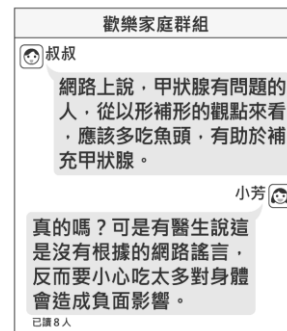 歡樂家庭群組
叔叔
網路上說，甲狀腺有問題的
人，從以形補形的觀點來看
，應該多吃魚頭，有助於補
充甲狀腺。
小芳
真的嗎？可是有醫生說這
是沒有根據的網路謠言，
反而要小心吃太多對身體
會造成負面影響。
已讀8人